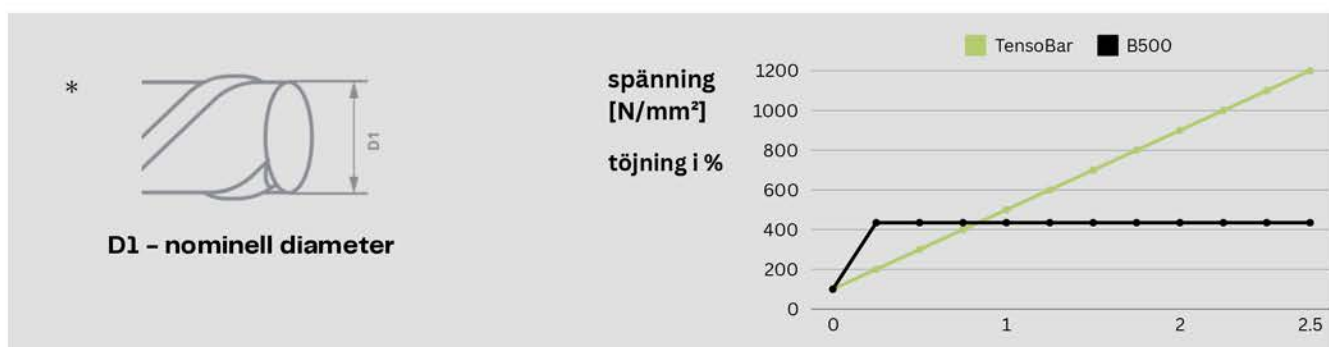 *
D1
D1 – nominell diameter
spänning
[N/mm²]
töjning i %
TensoBar B500
1200
1000
800
600
400
200
0
0 1 2 2.5